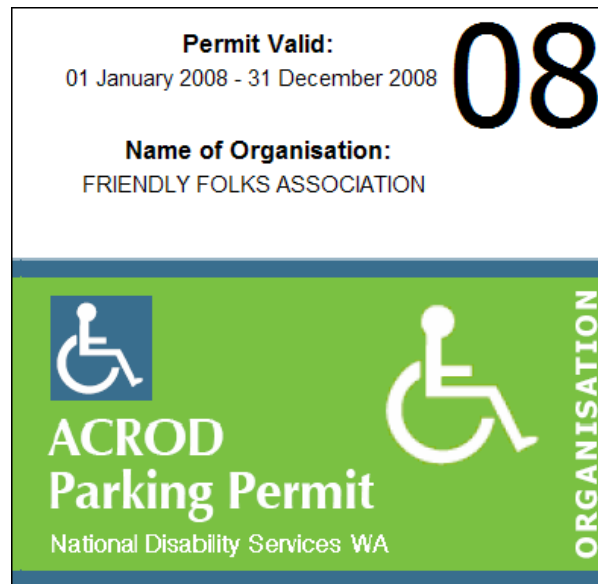 Permit Valid:
01 January 2008 - 31 December 2008
08
Name of Organisation:
FRIENDLY FOLKS ASSOCIATION
ACROD
Parking Permit
National Disability Services WA
ORGANISATION